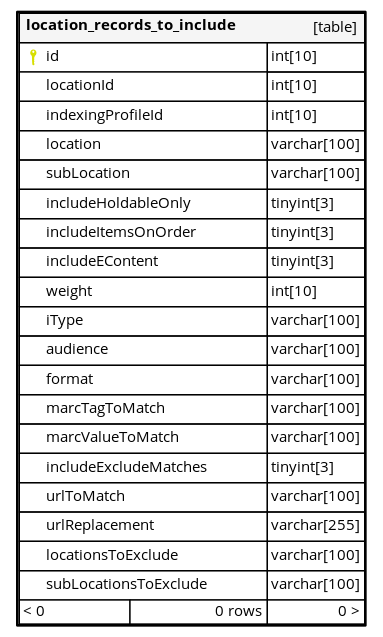 location_records_to_include [table]
id int[10]
locationId int[10]
indexingProfileId int[10]
location varchar[100]
subLocation varchar[100]
includeHoldableOnly tinyint[3]
includeItemsOnOrder tinyint[3]
includeEContent tinyint[3]
weight int[10]
iType varchar[100]
audience varchar[100]
format varchar[100]
marcTagToMatch varchar[100]
marcValueToMatch varchar[100]
includeExcludeMatches tinyint[3]
urlToMatch varchar[100]
urlReplacement varchar[255]
locationsToExclude varchar[100]
subLocationsToExclude varchar[100]
< 0 0 rows 0 >